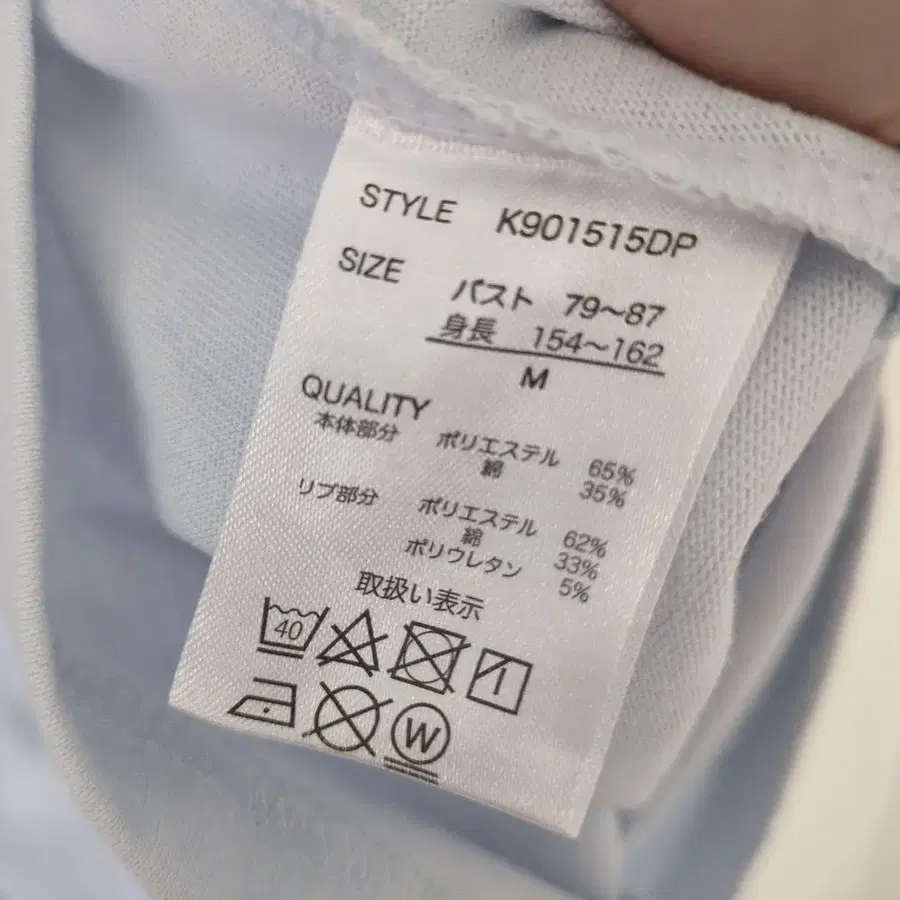 STYLE K901515DP
SIZE バスト 79～87
身長 154～162
M
QUALITY
本体部分 ポリエステル 65%
綿 35%
リブ部分 ポリエステル 62%
綿 33%
ポリウレタン 5%
取扱い表示
40
W